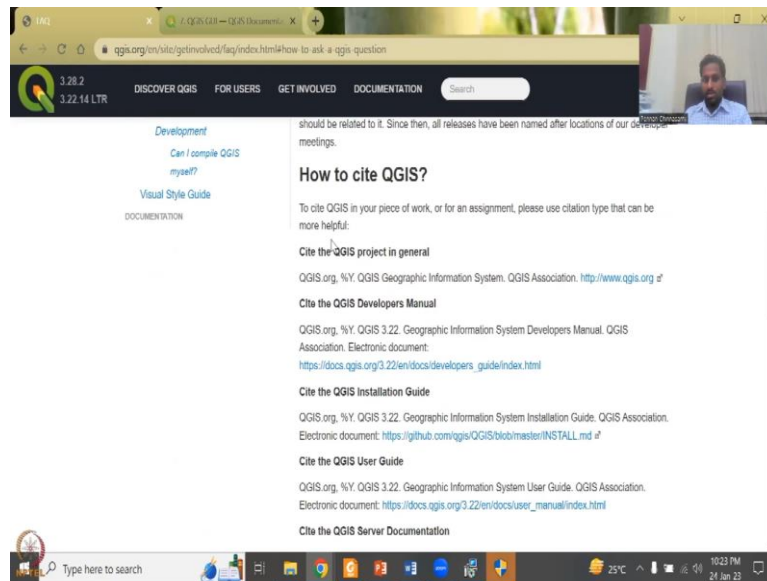 FAQ
7. QGIS GUI — QGIS Documenta
qgis.org/en/site/getinvolved/faq/index.html#how-to-ask-a-qgis-question
3.28.2
3.22.14 LTR
DISCOVER QGIS FOR USERS GET INVOLVED DOCUMENTATION Search
Development
Can I compile QGIS
myself?
Visual Style Guide
DOCUMENTATION
should be related to it. Since then, all releases have been named after locations of our developer
meetings.
How to cite QGIS?
To cite QGIS in your piece of work, or for an assignment, please use citation type that can be
more helpful:
Cite the QGIS project in general
QGIS.org, %Y. QGIS Geographic Information System. QGIS Association. http://www.qgis.org
Cite the QGIS Developers Manual
QGIS.org, %Y. QGIS 3.22. Geographic Information System Developers Manual. QGIS
Association. Electronic document:
https://docs.qgis.org/3.22/en/docs/developers_guide/index.html
Cite the QGIS Installation Guide
QGIS.org, %Y. QGIS 3.22. Geographic Information System Installation Guide. QGIS Association.
Electronic document: https://github.com/qgis/QGIS/blob/master/INSTALL.md
Cite the QGIS User Guide
QGIS.org, %Y. QGIS 3.22. Geographic Information System User Guide. QGIS Association.
Electronic document: https://docs.qgis.org/3.22/en/docs/user_manual/index.html
Cite the QGIS Server Documentation
NPTEL
Type here to search
25°C
10:23 PM
24 Jan 23